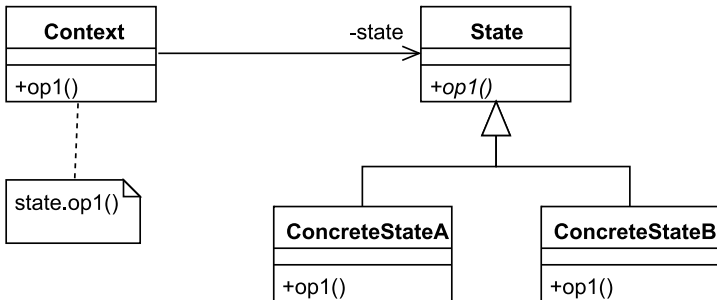 Context
+op1()
-state
State
+op1()
state.op1()
ConcreteStateA
+op1()
ConcreteStateB
+op1()